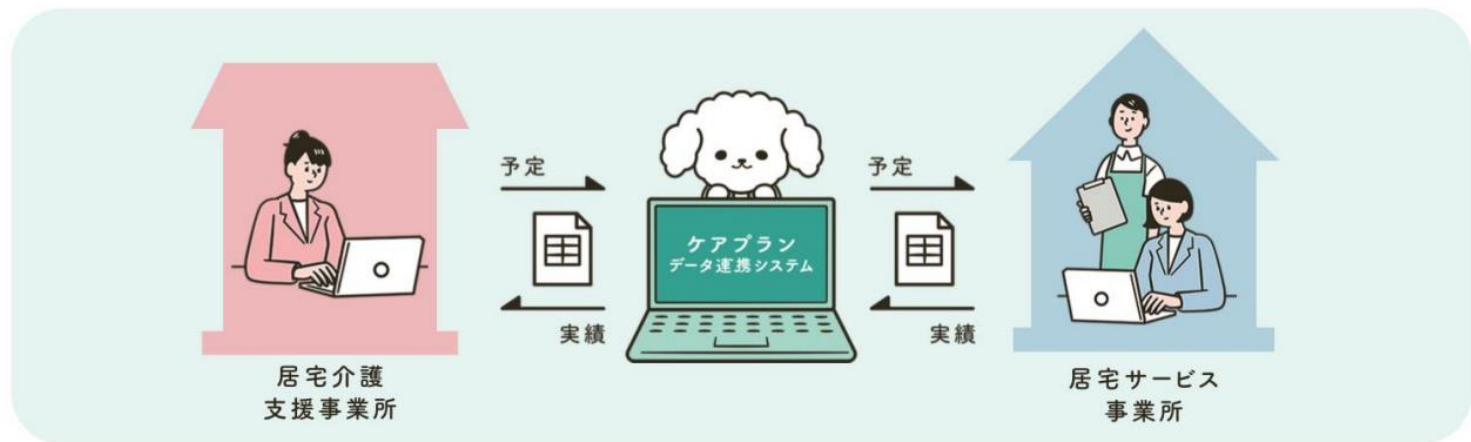 予定
予定
ケアプラン
データ連携システム
実績
実績
居宅介護
支援事業所
居宅サービス
事業所